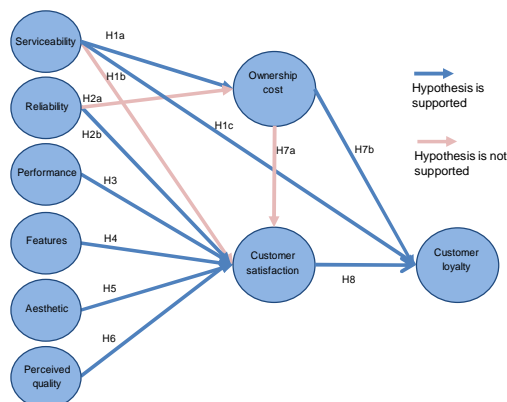 Serviceability
H1a
H1b
Reliability
H2a
H2b
H1c
Ownership
cost
H7a
H7b
Hypothesis is
supported
Hypothesis is not
supported
Performance
H3
Features
H4
Customer
satisfaction
Customer
loyalty
H8
Aesthetic
H5
H6
Perceived
quality